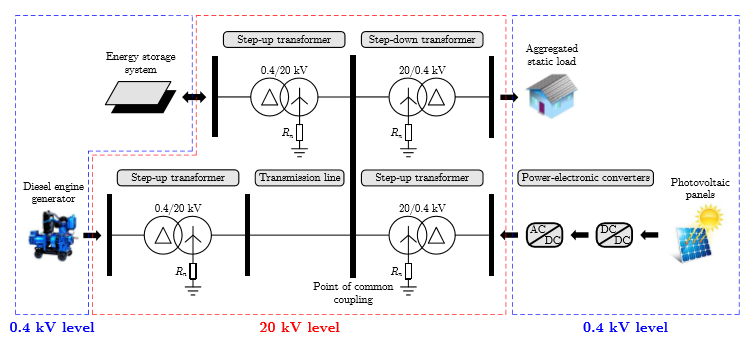 Step-up transformer
Step-down transformer
Energy storage
system
0.4/20 kV
20/0.4 kV
Aggregated
static load
Rn
Rn
Diesel engine
generator
Step-up transformer
Transmission line
Step-up transformer
Power-electronic converters
Photovoltaic
panels
0.4/20 kV
20/0.4 kV
AC
DC
DC
DC
Rn
Rn
Point of common
coupling
0.4 kV level
20 kV level
0.4 kV level